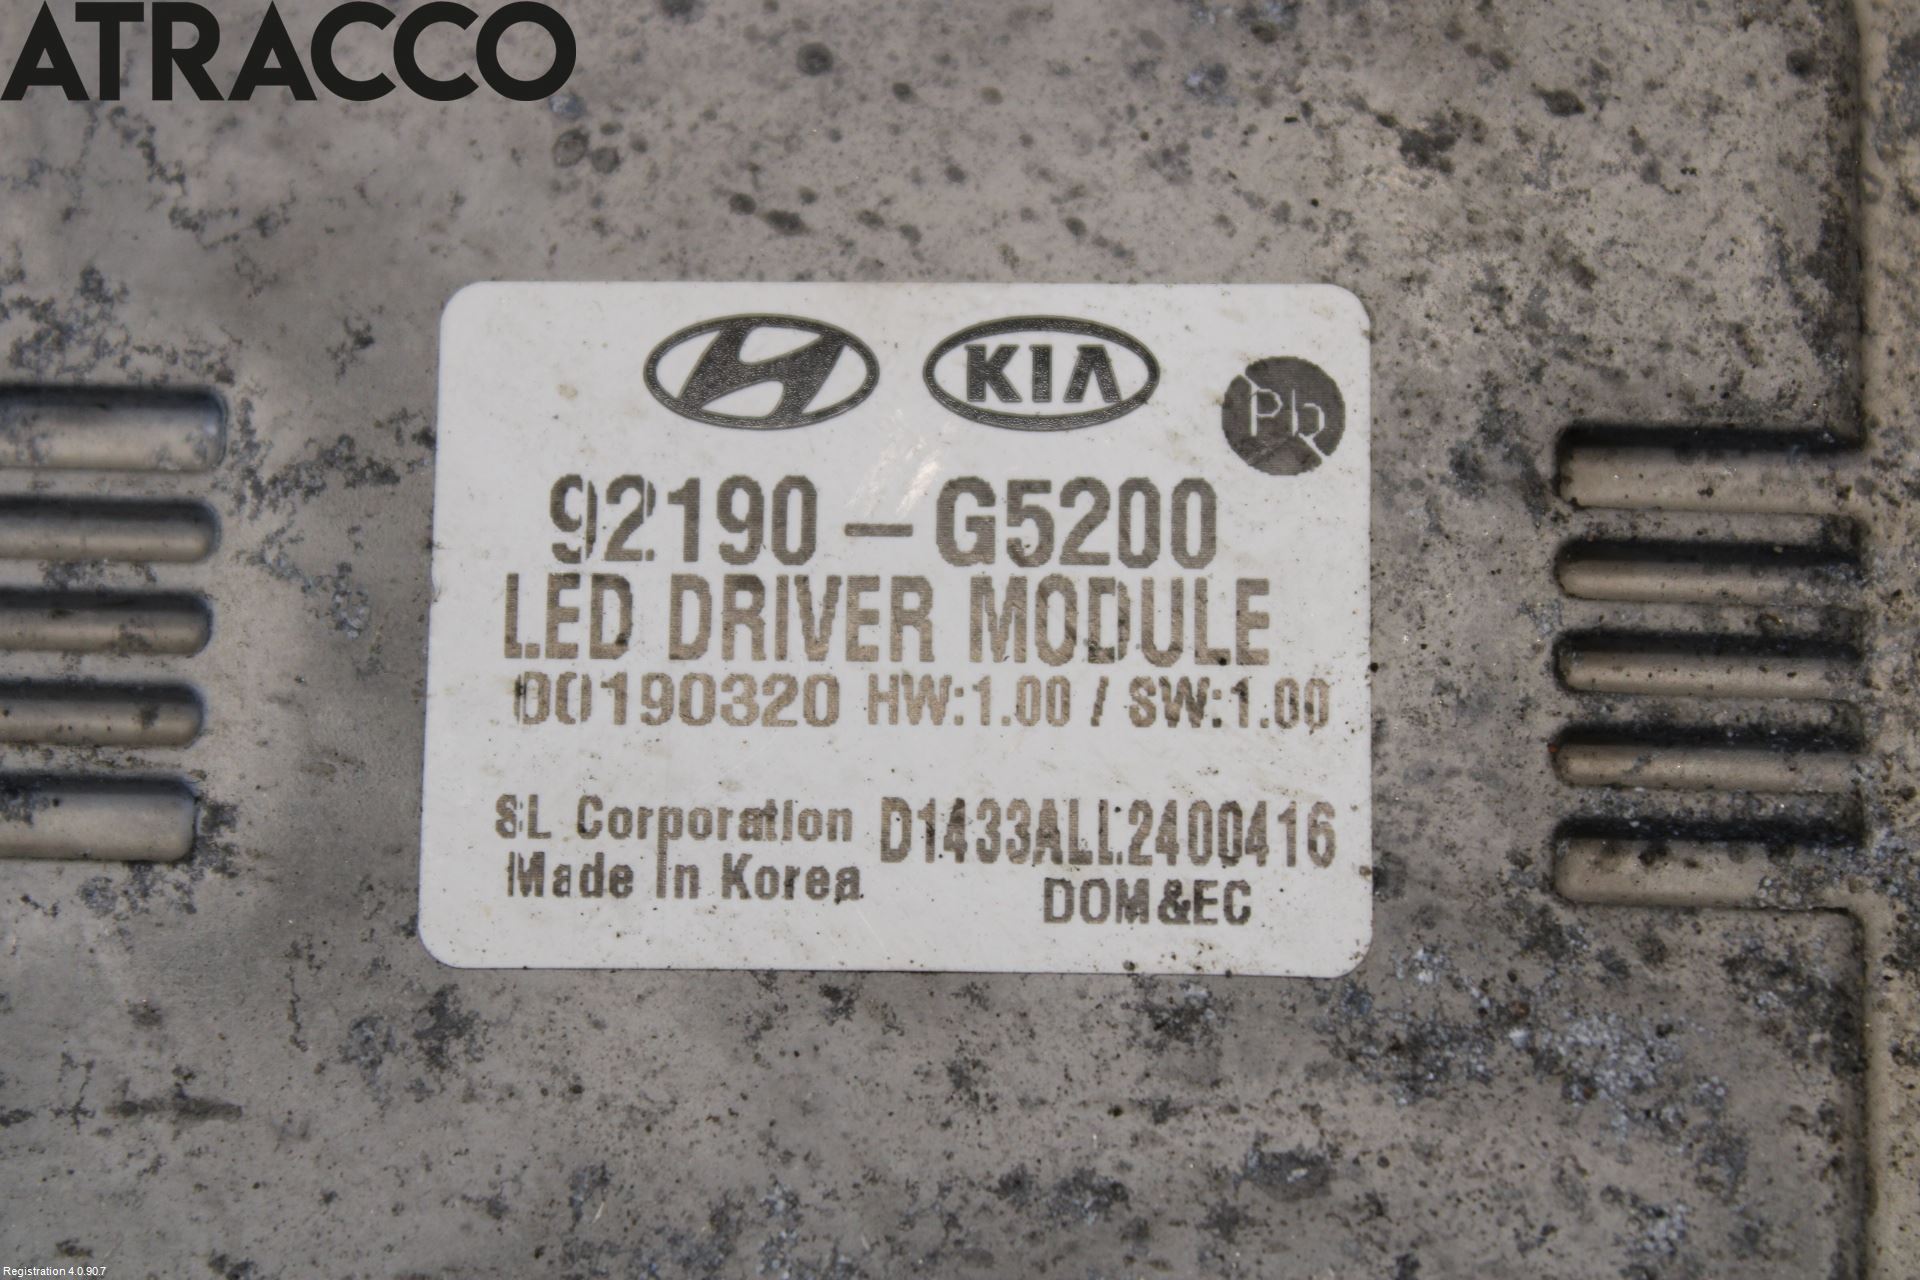 ATRACCO
KIA
Pb
92190-G5200
LED DRIVER MODULE
D0190320 HW:1.00 / SW:1.00
SL Corporation D1433ALL2400416
Made In Korea DOM&EC
Registration 4.0.90.7